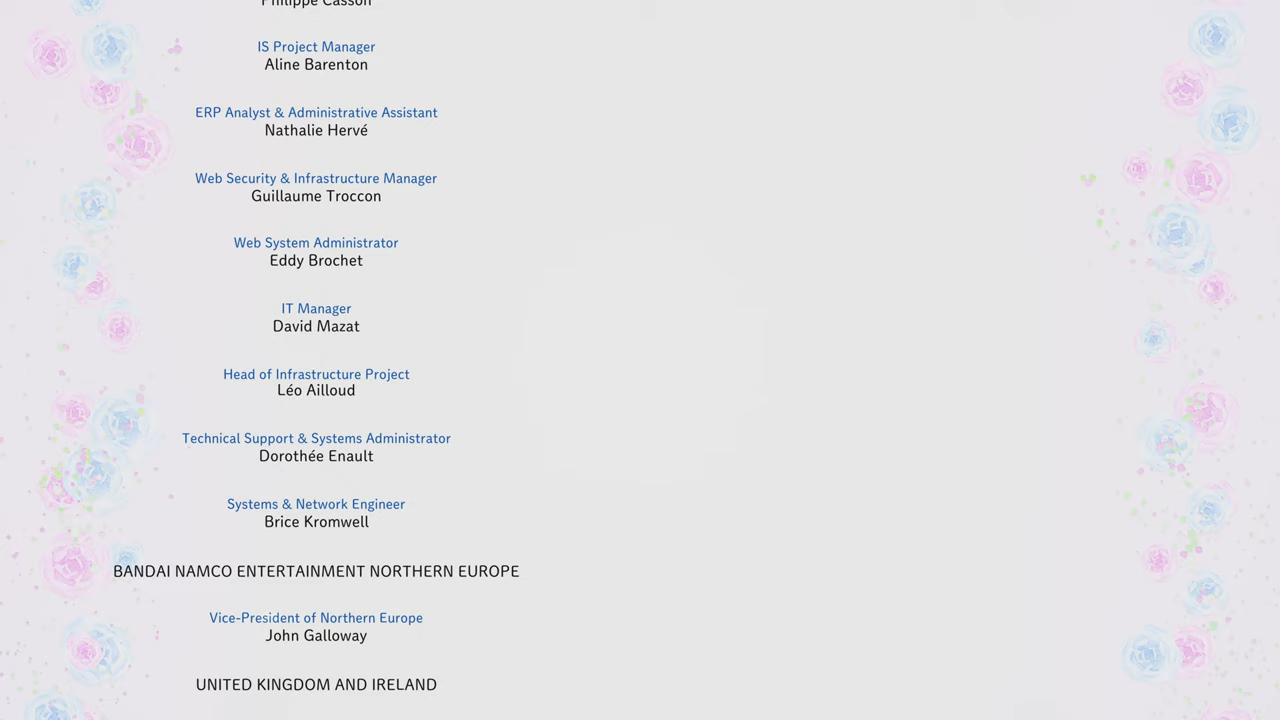 Philippe Casson
IS Project Manager
Aline Barenton
ERP Analyst & Administrative Assistant
Nathalie Hervé
Web Security & Infrastructure Manager
Guillaume Troccon
Web System Administrator
Eddy Brochet
IT Manager
David Mazat
Head of Infrastructure Project
Léo Ailloud
Technical Support & Systems Administrator
Dorothée Enault
Systems & Network Engineer
Brice Kromwell
BANDAI NAMCO ENTERTAINMENT NORTHERN EUROPE
Vice-President of Northern Europe
John Galloway
UNITED KINGDOM AND IRELAND